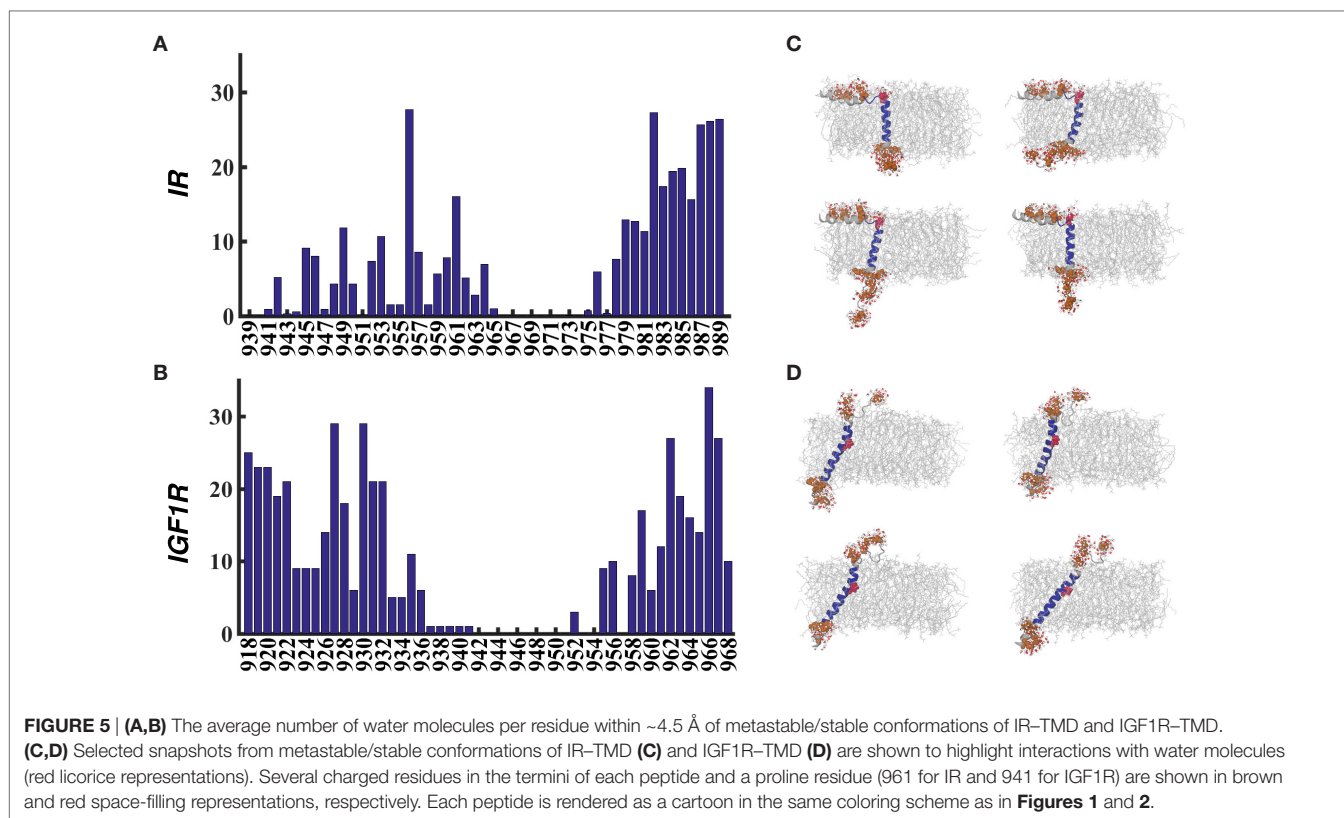 A
C
30
20
10
0
IR
939 941 943 945 947 949 951 953 955 957 959 961 963 965 967 969 971 973 975 977 979 981 983 985 987 989
B
D
30
20
10
0
IGF1R
918 920 922 924 926 928 930 932 934 936 938 940 942 944 946 948 950 952 954 956 958 960 962 964 966 968
FIGURE 5 | (A,B) The average number of water molecules per residue within ~4.5 Å of metastable/stable conformations of IR–TMD and IGF1R–TMD.
(C,D) Selected snapshots from metastable/stable conformations of IR–TMD (C) and IGF1R–TMD (D) are shown to highlight interactions with water molecules
(red licorice representations). Several charged residues in the termini of each peptide and a proline residue (961 for IR and 941 for IGF1R) are shown in brown
and red space-filling representations, respectively. Each peptide is rendered as a cartoon in the same coloring scheme as in Figures 1 and 2.